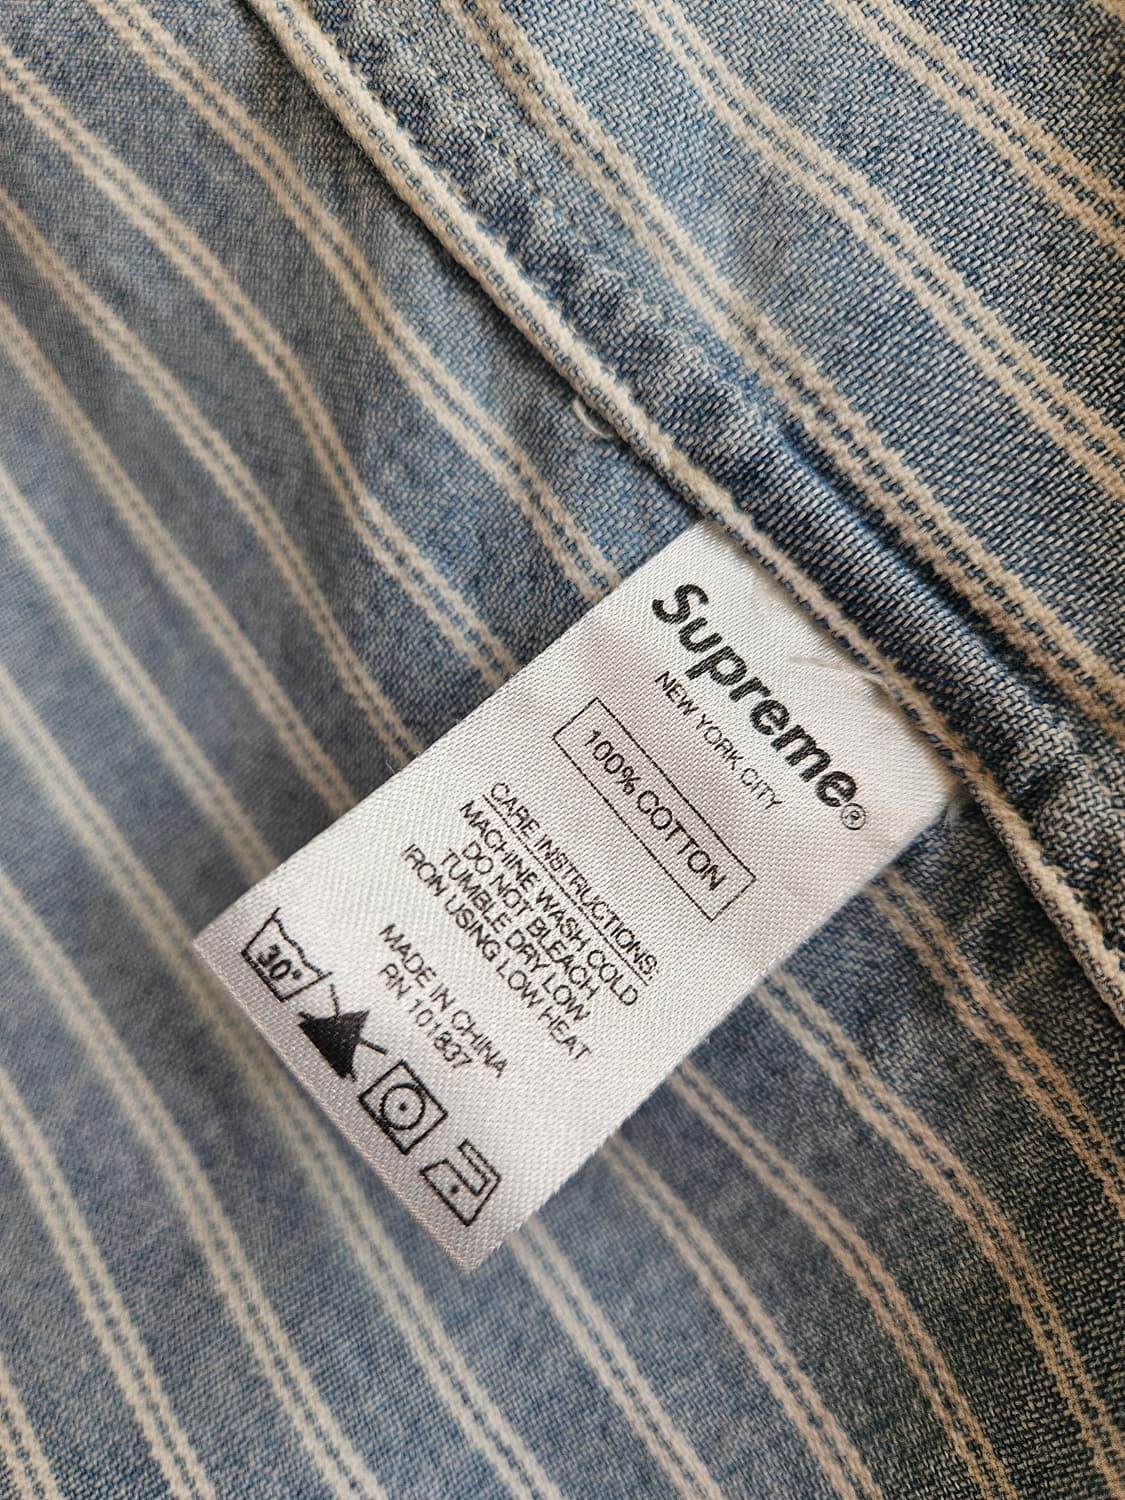 Supreme®
NEW YORK CITY
100% COTTON
CARE INSTRUCTIONS:
MACHINE WASH COLD
DO NOT BLEACH
TUMBLE DRY LOW
IRON USING LOW HEAT
MADE IN CHINA
RN 101837
30°